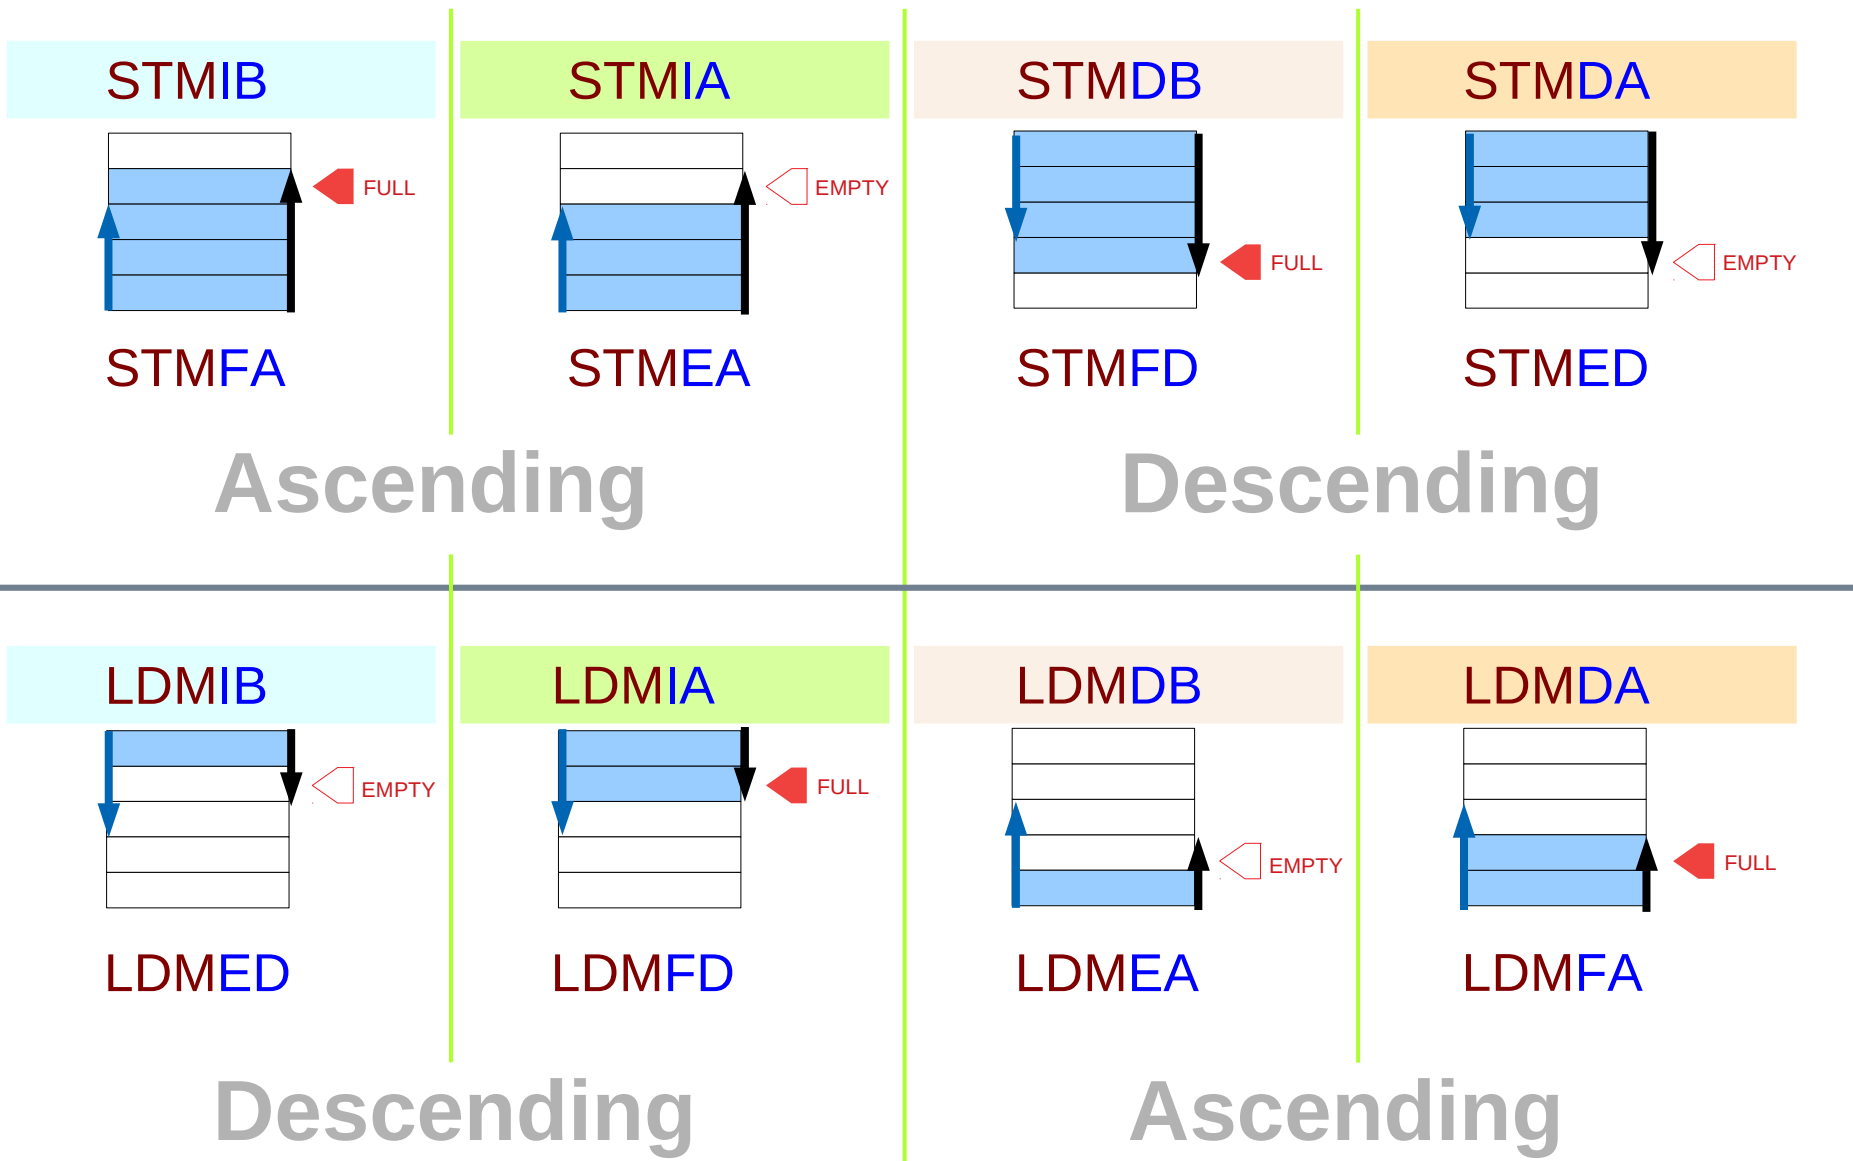 STMIB STMIA STMDB STMDA
FULL EMPTY
FULL EMPTY
STMFA STMEA STMFD STMED
Ascending Descending
LDMIB LDMIA LDMDB LDMDA
EMPTY FULL
EMPTY FULL
LDMED LDMFD LDMEA LDMFA
Descending Ascending